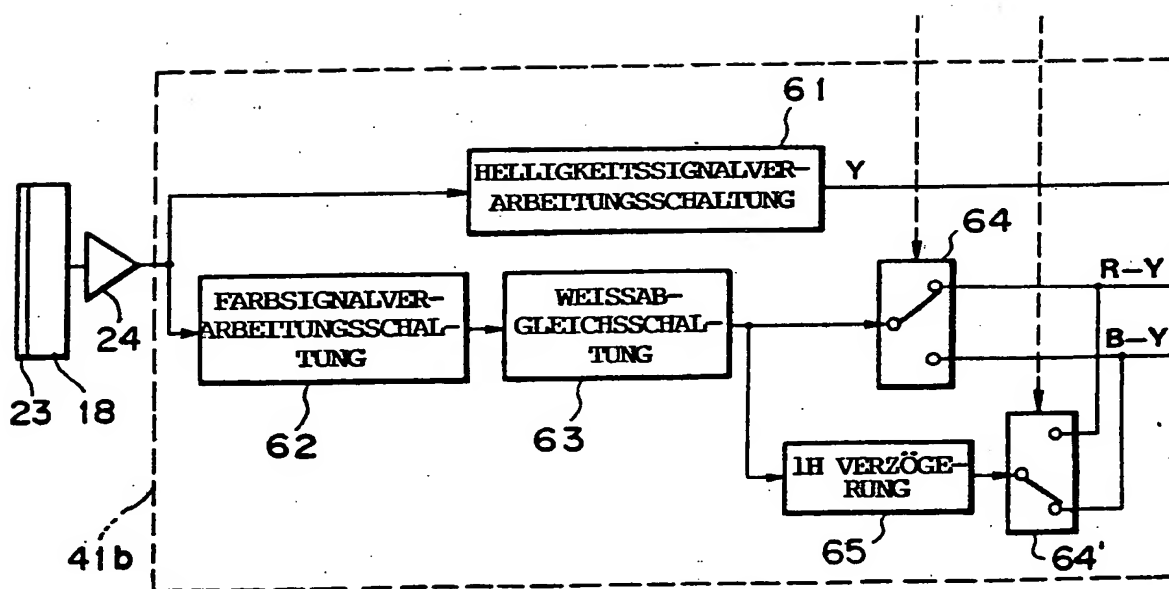 61
HELLIGKEITSSIGNALVER-
ARBEITUNGSSCHALTUNG
Y
64
R-Y
FARBSIGNALVER-
ARBEITUNGSSCHAL-
TUNG
WEISSAB-
GLEICHSSCHAL-
TUNG
24
B-Y
23
18
62
63
1H VERZÖGE-
RUNG
41b
65
64'